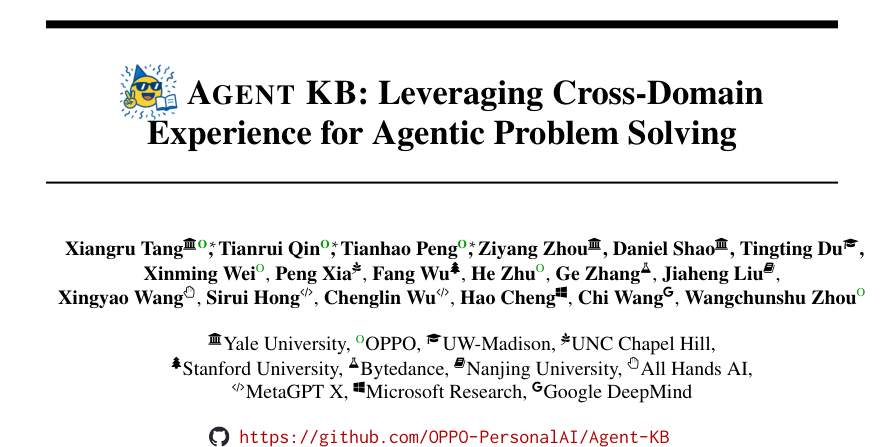 AGENT KB: Leveraging Cross-Domain
Experience for Agentic Problem Solving
Xiangru Tang O*, Tianrui Qin O*, Tianhao Peng O*, Ziyang Zhou, Daniel Shao, Tingting Du,
Xinming Wei O, Peng Xia, Fang Wu, He Zhu O, Ge Zhang, Jiaheng Liu,
Xingyao Wang, Sirui Hong </>, Chenglin Wu </>, Hao Cheng, Chi Wang G, Wangchunshu Zhou O
Yale University, O OPPO, UW-Madison, UNC Chapel Hill,
Stanford University, Bytedance, Nanjing University, All Hands AI,
</> MetaGPT X, Microsoft Research, G Google DeepMind
https://github.com/OPPO-PersonalAI/Agent-KB